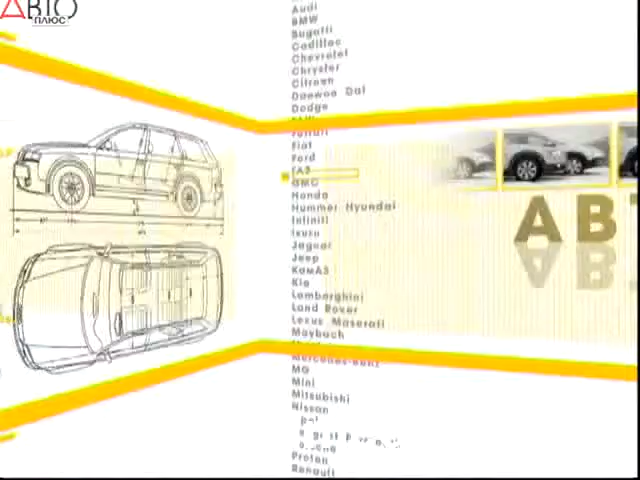 АВТО
ПЛЮС
Audi
BMW
Bugatti
Cadillac
Chevrolet
Chrysler
Citroen
Daewoo Dat
Dodge
Ferrari
Fiat
Ford
ГАЗ
GMC
Honda
Hummer Hyundai
Infiniti
Isuzu
Jaguar
Jeep
КамАЗ
Kia
Lamborghini
Land Rover
Lexus Maserati
Maybach
Mercedes-Benz
MG
Mini
Mitsubishi
Nissan
Proton
Renault
АВТ